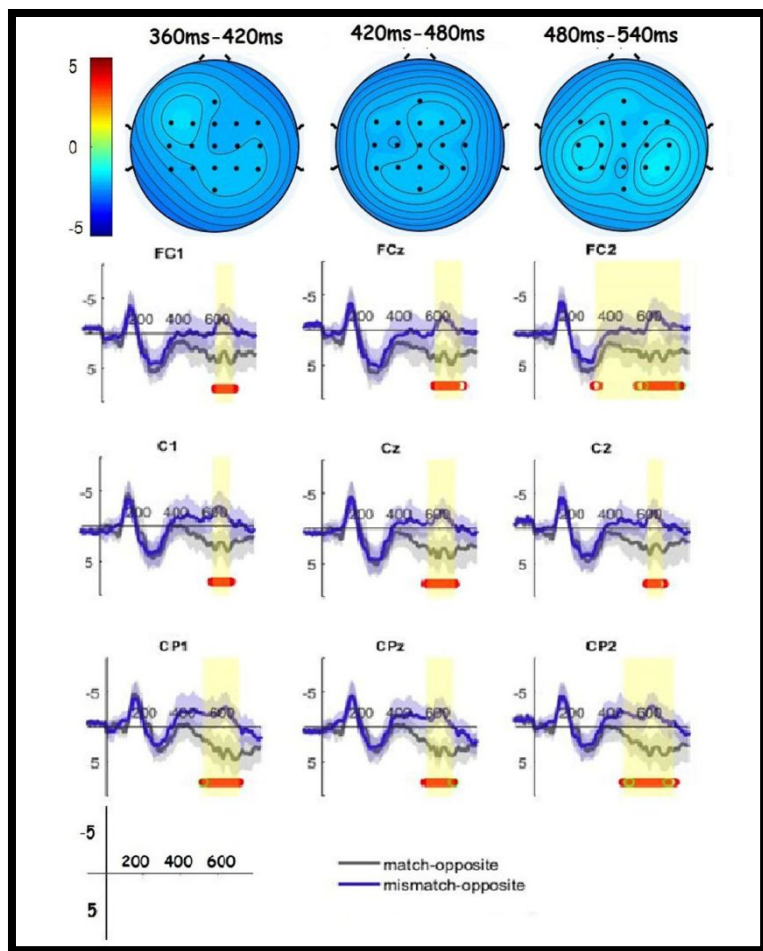 360ms-420ms 420ms-480ms 480ms-540ms
5
0
-5
FC1 FCz FC2
-5 -5 -5
200 400 600 200 400 600 200 400 600
5 5 5
C1 Cz C2
-5 -5 -5
200 400 600 200 400 600 200 400 600
5 5 5
CP1 CPz CP2
-5 -5 -5
200 400 600 200 400 600 200 400 600
5 5 5
-5
200 400 600
5
match-opposite
mismatch-opposite